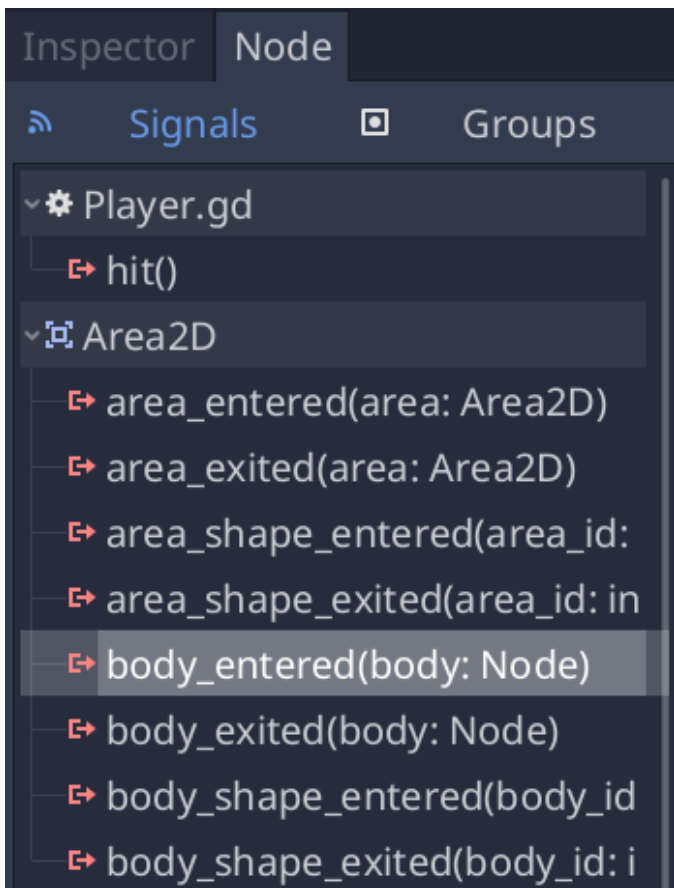 Inspector Node
Signals Groups
Player.gd
hit()
Area2D
area_entered(area: Area2D)
area_exited(area: Area2D)
area_shape_entered(area_id:
area_shape_exited(area_id: in
body_entered(body: Node)
body_exited(body: Node)
body_shape_entered(body_id
body_shape_exited(body_id: i